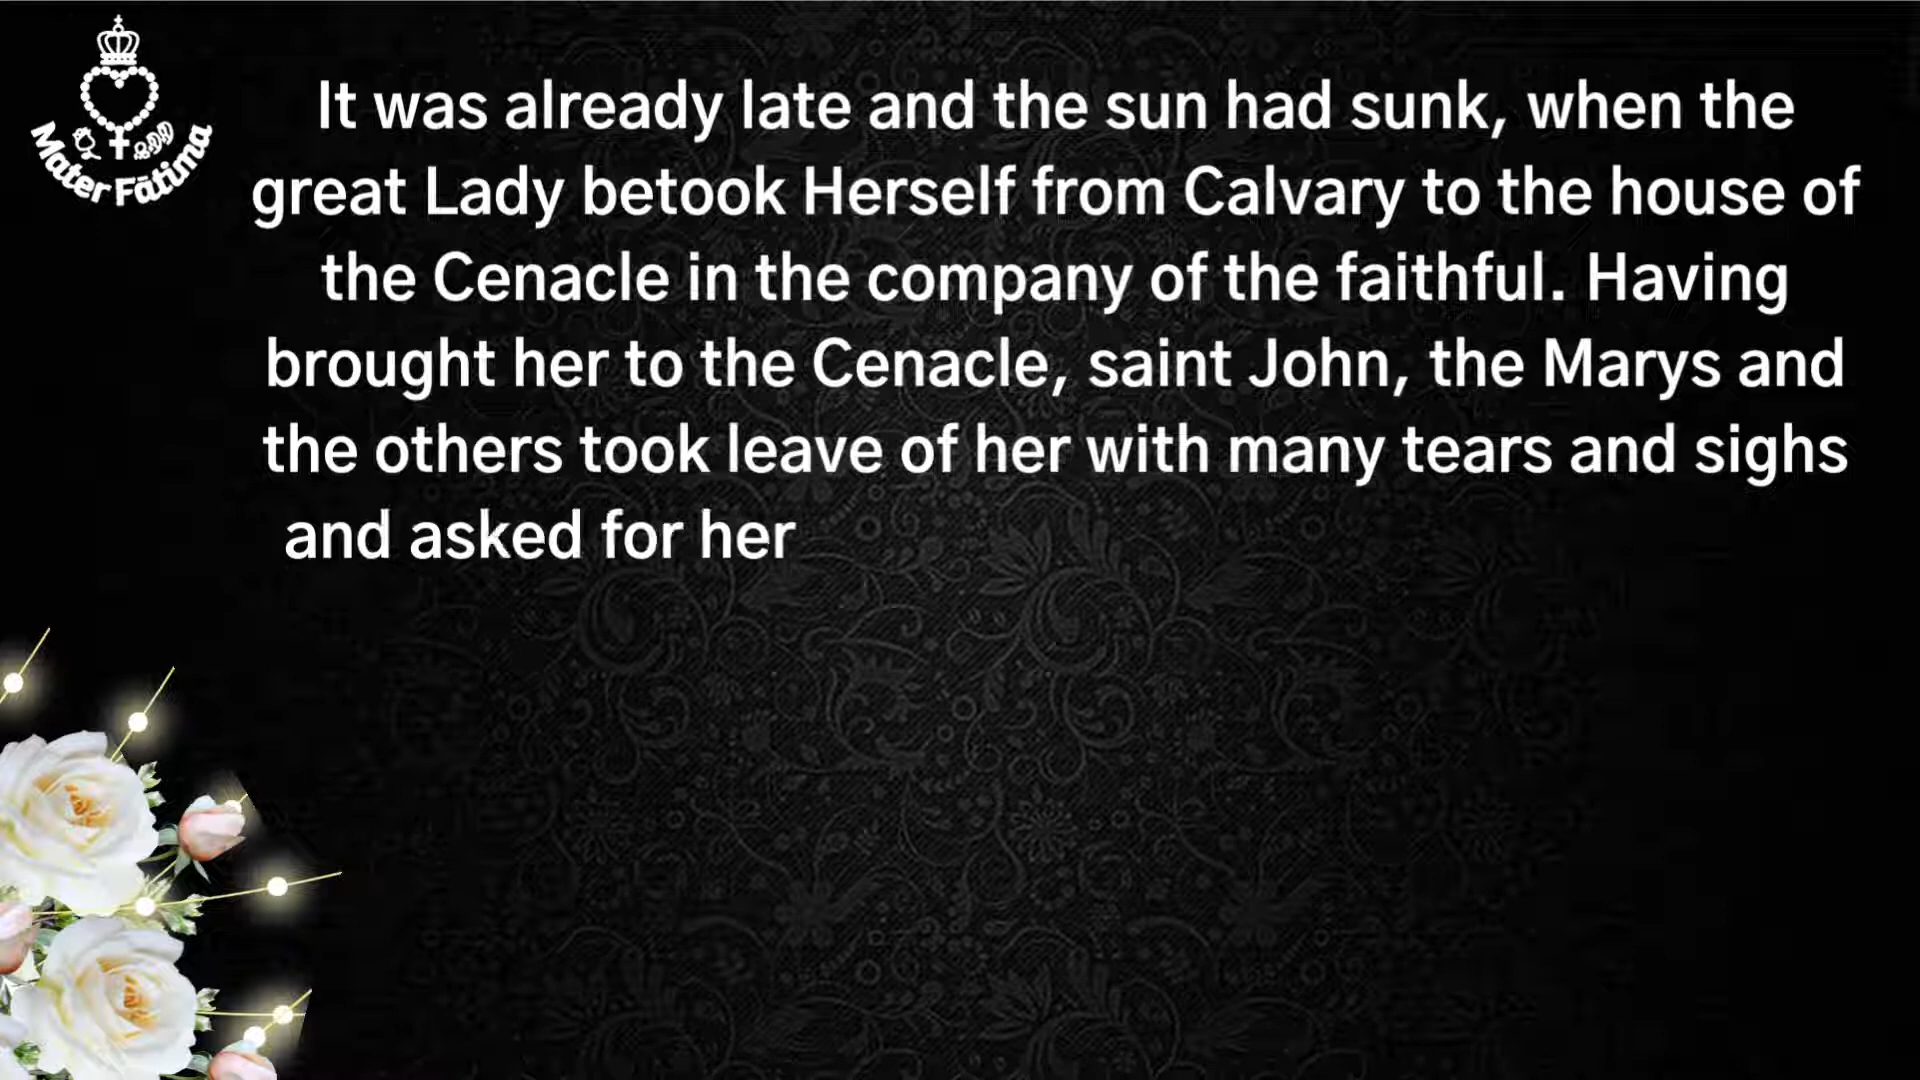 Mater Fātima
It was already late and the sun had sunk, when the
great Lady betook Herself from Calvary to the house of
the Cenacle in the company of the faithful. Having
brought her to the Cenacle, saint John, the Marys and
the others took leave of her with many tears and sighs
and asked for her